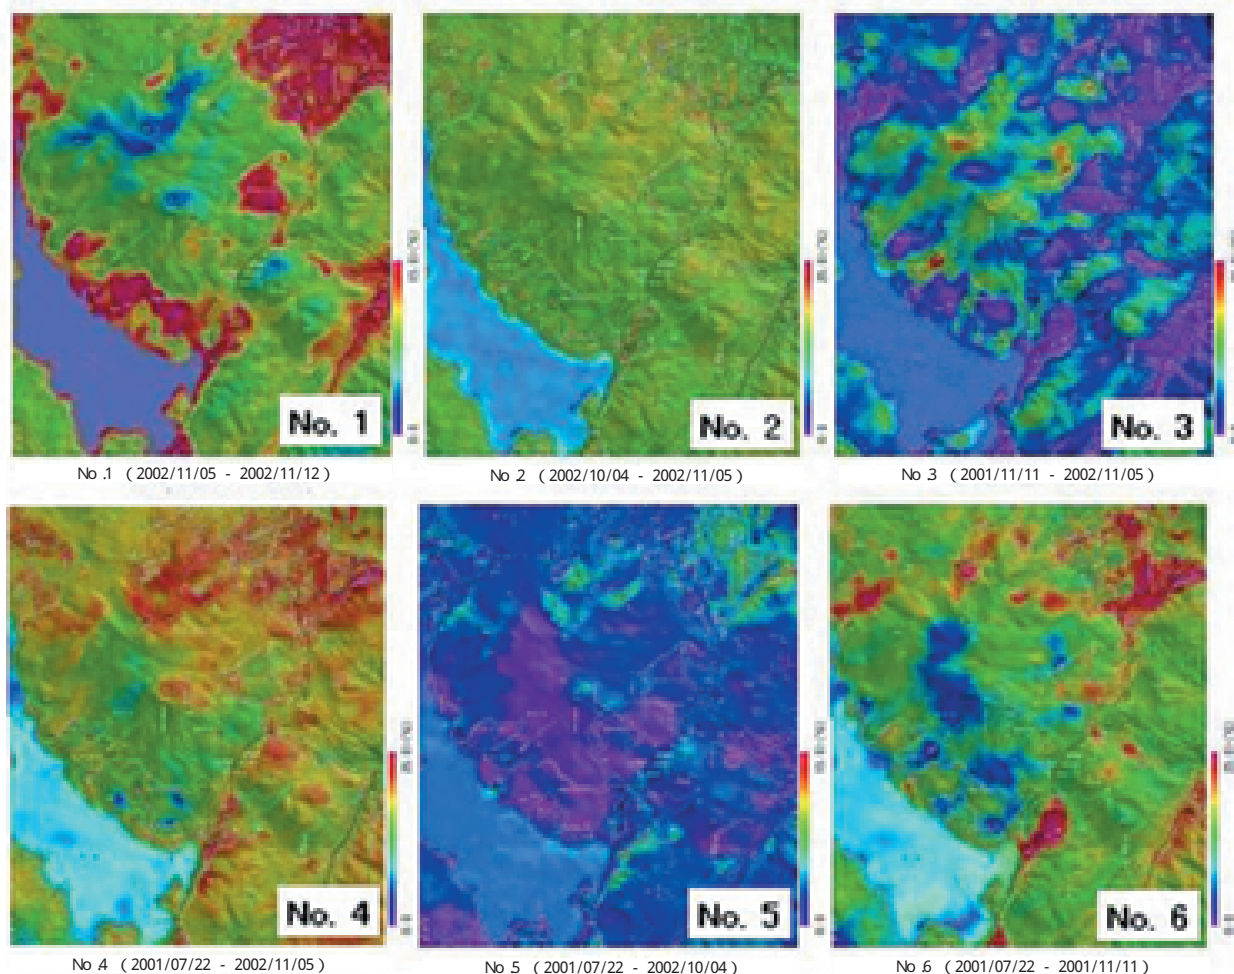 No. 1
No. 2
No. 3
No .1 ( 2002/11/05 - 2002/11/12 )
No .2 ( 2002/10/04 - 2002/11/05 )
No .3 ( 2001/11/11 - 2002/11/05 )
No. 4
No. 5
No. 6
No .4 ( 2001/07/22 - 2002/11/05 )
No .5 ( 2001/07/22 - 2002/10/04 )
No .6 ( 2001/07/22 - 2001/11/11 )